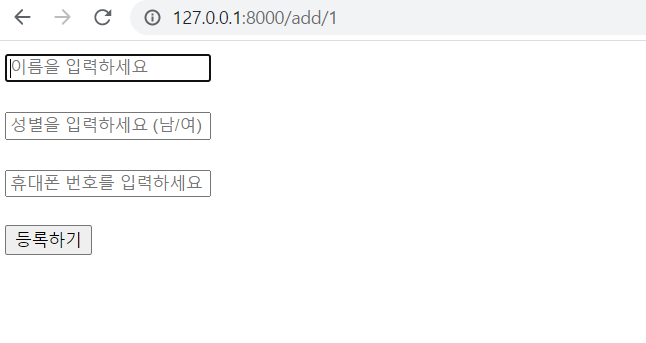 127.0.0.1:8000/add/1
이름을 입력하세요
성별을 입력하세요 (남/여)
휴대폰 번호를 입력하세요
등록하기